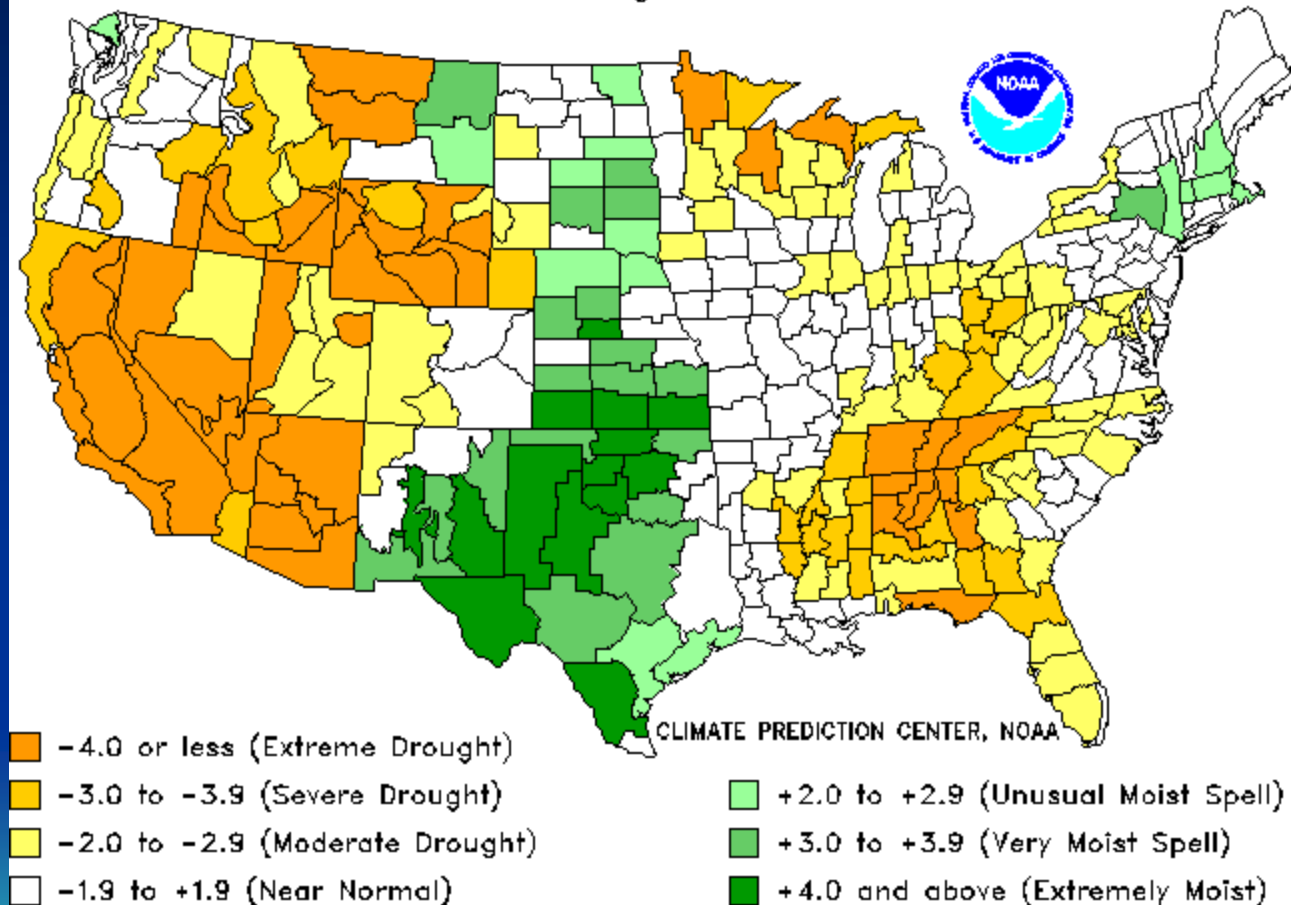 NOAA
CLIMATE PREDICTION CENTER, NOAA
-4.0 or less (Extreme Drought)
-3.0 to -3.9 (Severe Drought)
-2.0 to -2.9 (Moderate Drought)
-1.9 to +1.9 (Near Normal)
+2.0 to +2.9 (Unusual Moist Spell)
+3.0 to +3.9 (Very Moist Spell)
+4.0 and above (Extremely Moist)